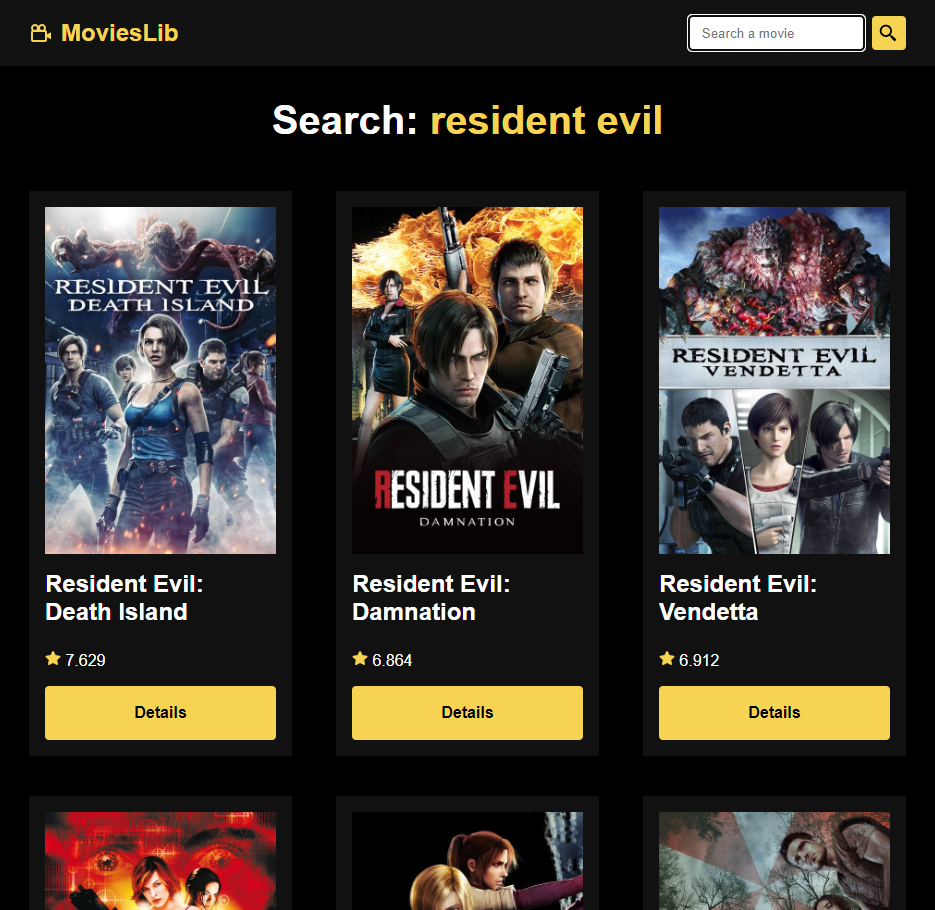 MoviesLib
Search a movie
Search: resident evil
RESIDENT EVIL
DEATH ISLAND
RESIDENT EVIL
DAMNATION
RESIDENT EVIL
VENDETTA
Resident Evil:
Death Island
Resident Evil:
Damnation
Resident Evil:
Vendetta
7.629
6.864
6.912
Details
Details
Details